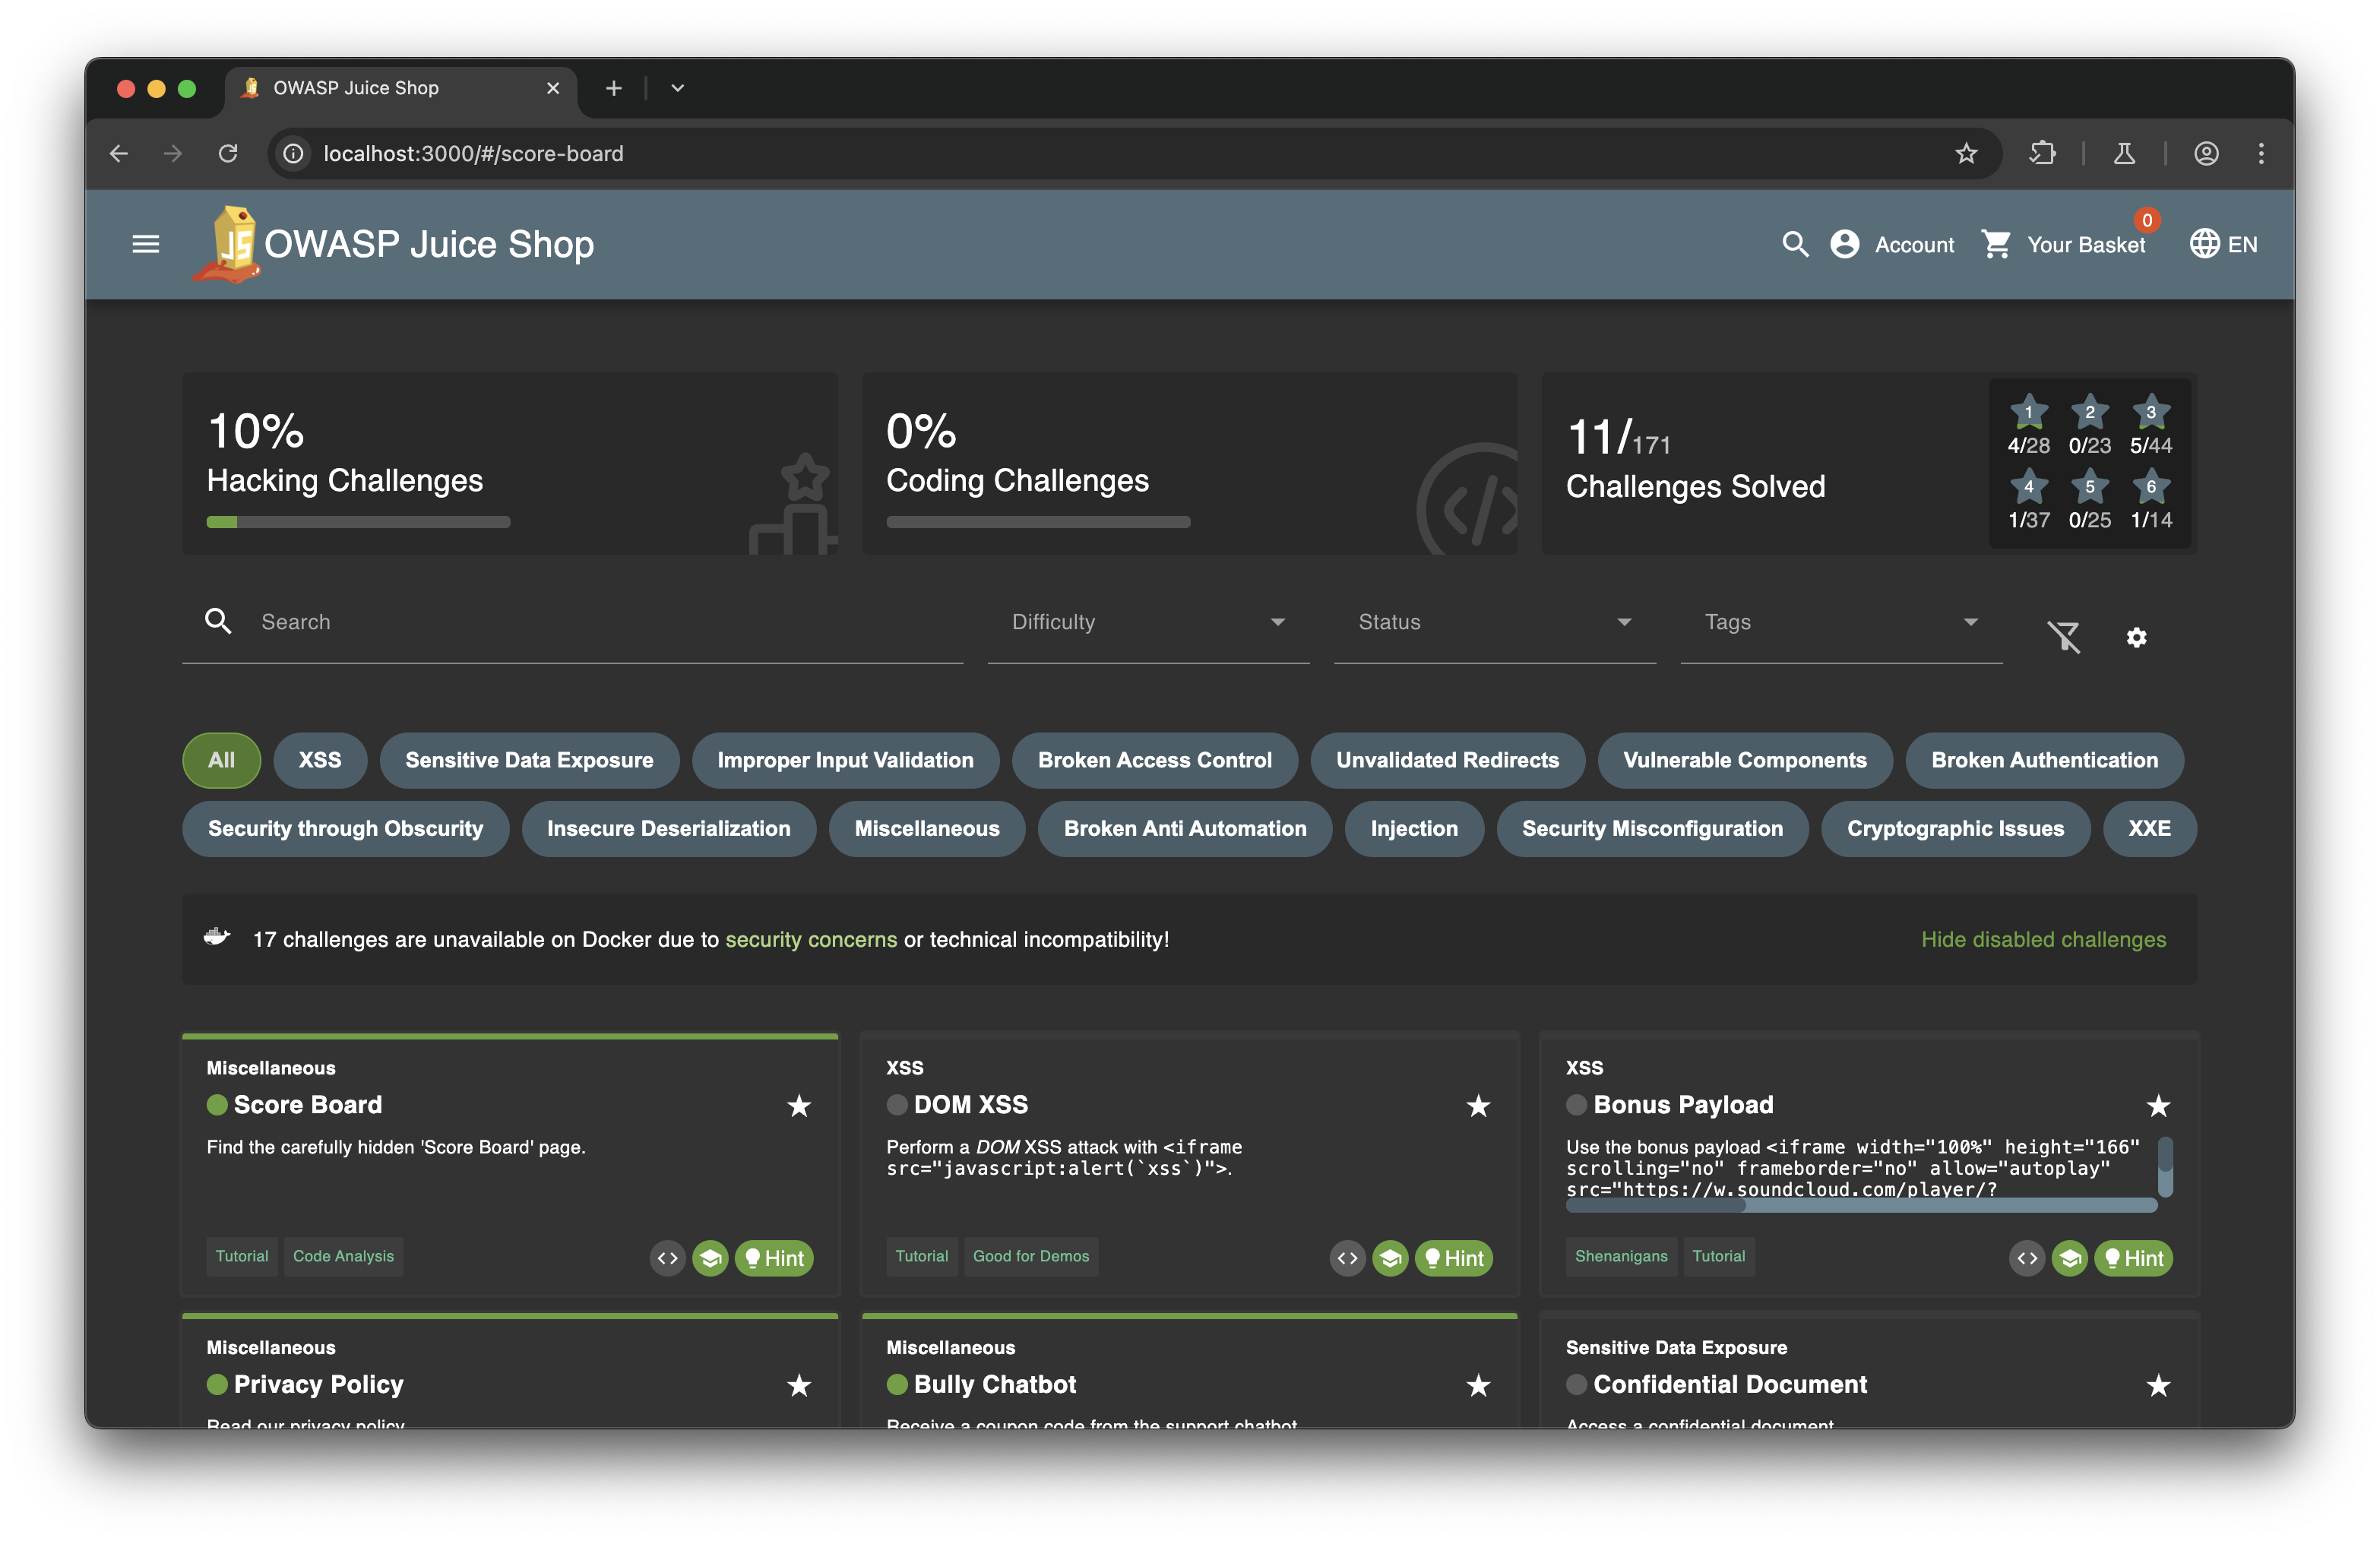 OWASP Juice Shop
localhost:3000/#/score-board
JS OWASP Juice Shop
Account
0
Your Basket
EN
10%
Hacking Challenges
0%
Coding Challenges
</>
11/171
Challenges Solved
1 2 3
4/28 0/23 5/44
4 5 6
1/37 0/25 1/14
Search
Difficulty
Status
Tags
All XSS Sensitive Data Exposure Improper Input Validation Broken Access Control Unvalidated Redirects Vulnerable Components Broken Authentication
Security through Obscurity Insecure Deserialization Miscellaneous Broken Anti Automation Injection Security Misconfiguration Cryptographic Issues XXE
17 challenges are unavailable on Docker due to security concerns or technical incompatibility!
Hide disabled challenges
Miscellaneous
Score Board
Find the carefully hidden 'Score Board' page.
Tutorial Code Analysis
<> Hint
XSS
DOM XSS
Perform a DOM XSS attack with <iframe
src="javascript:alert(`xss`)">.
Tutorial Good for Demos
<> Hint
XSS
Bonus Payload
Use the bonus payload <iframe width="100%" height="166"
scrolling="no" frameborder="no" allow="autoplay"
src="https://w.soundcloud.com/player/?
Shenanigans Tutorial
<> Hint
Miscellaneous
Privacy Policy
Read our privacy policy.
Miscellaneous
Bully Chatbot
Receive a coupon code from the support chatbot.
Sensitive Data Exposure
Confidential Document
Access a confidential document.